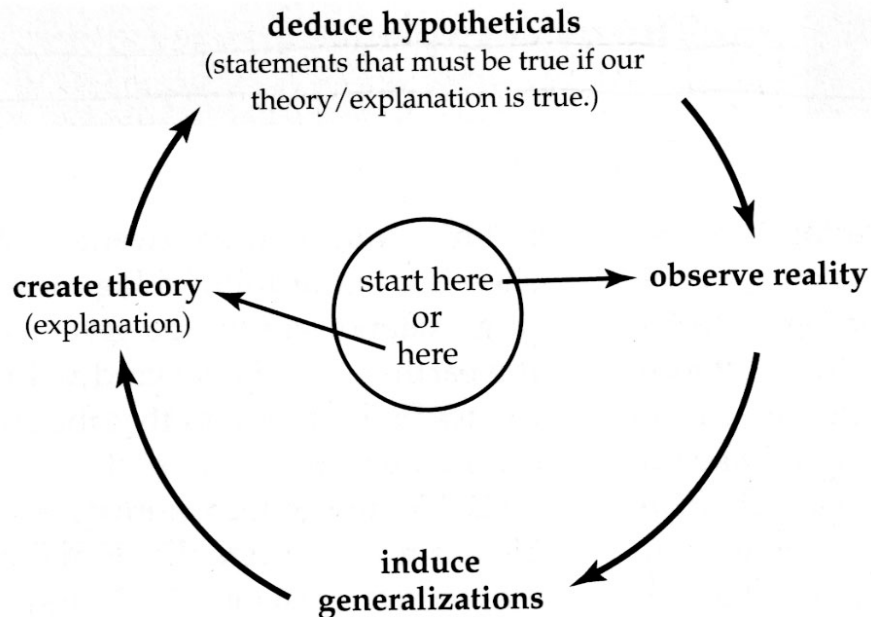 deduce hypotheticals
(statements that must be true if our
theory/explanation is true.)
start here
or
here
observe reality
create theory
(explanation)
induce
generalizations